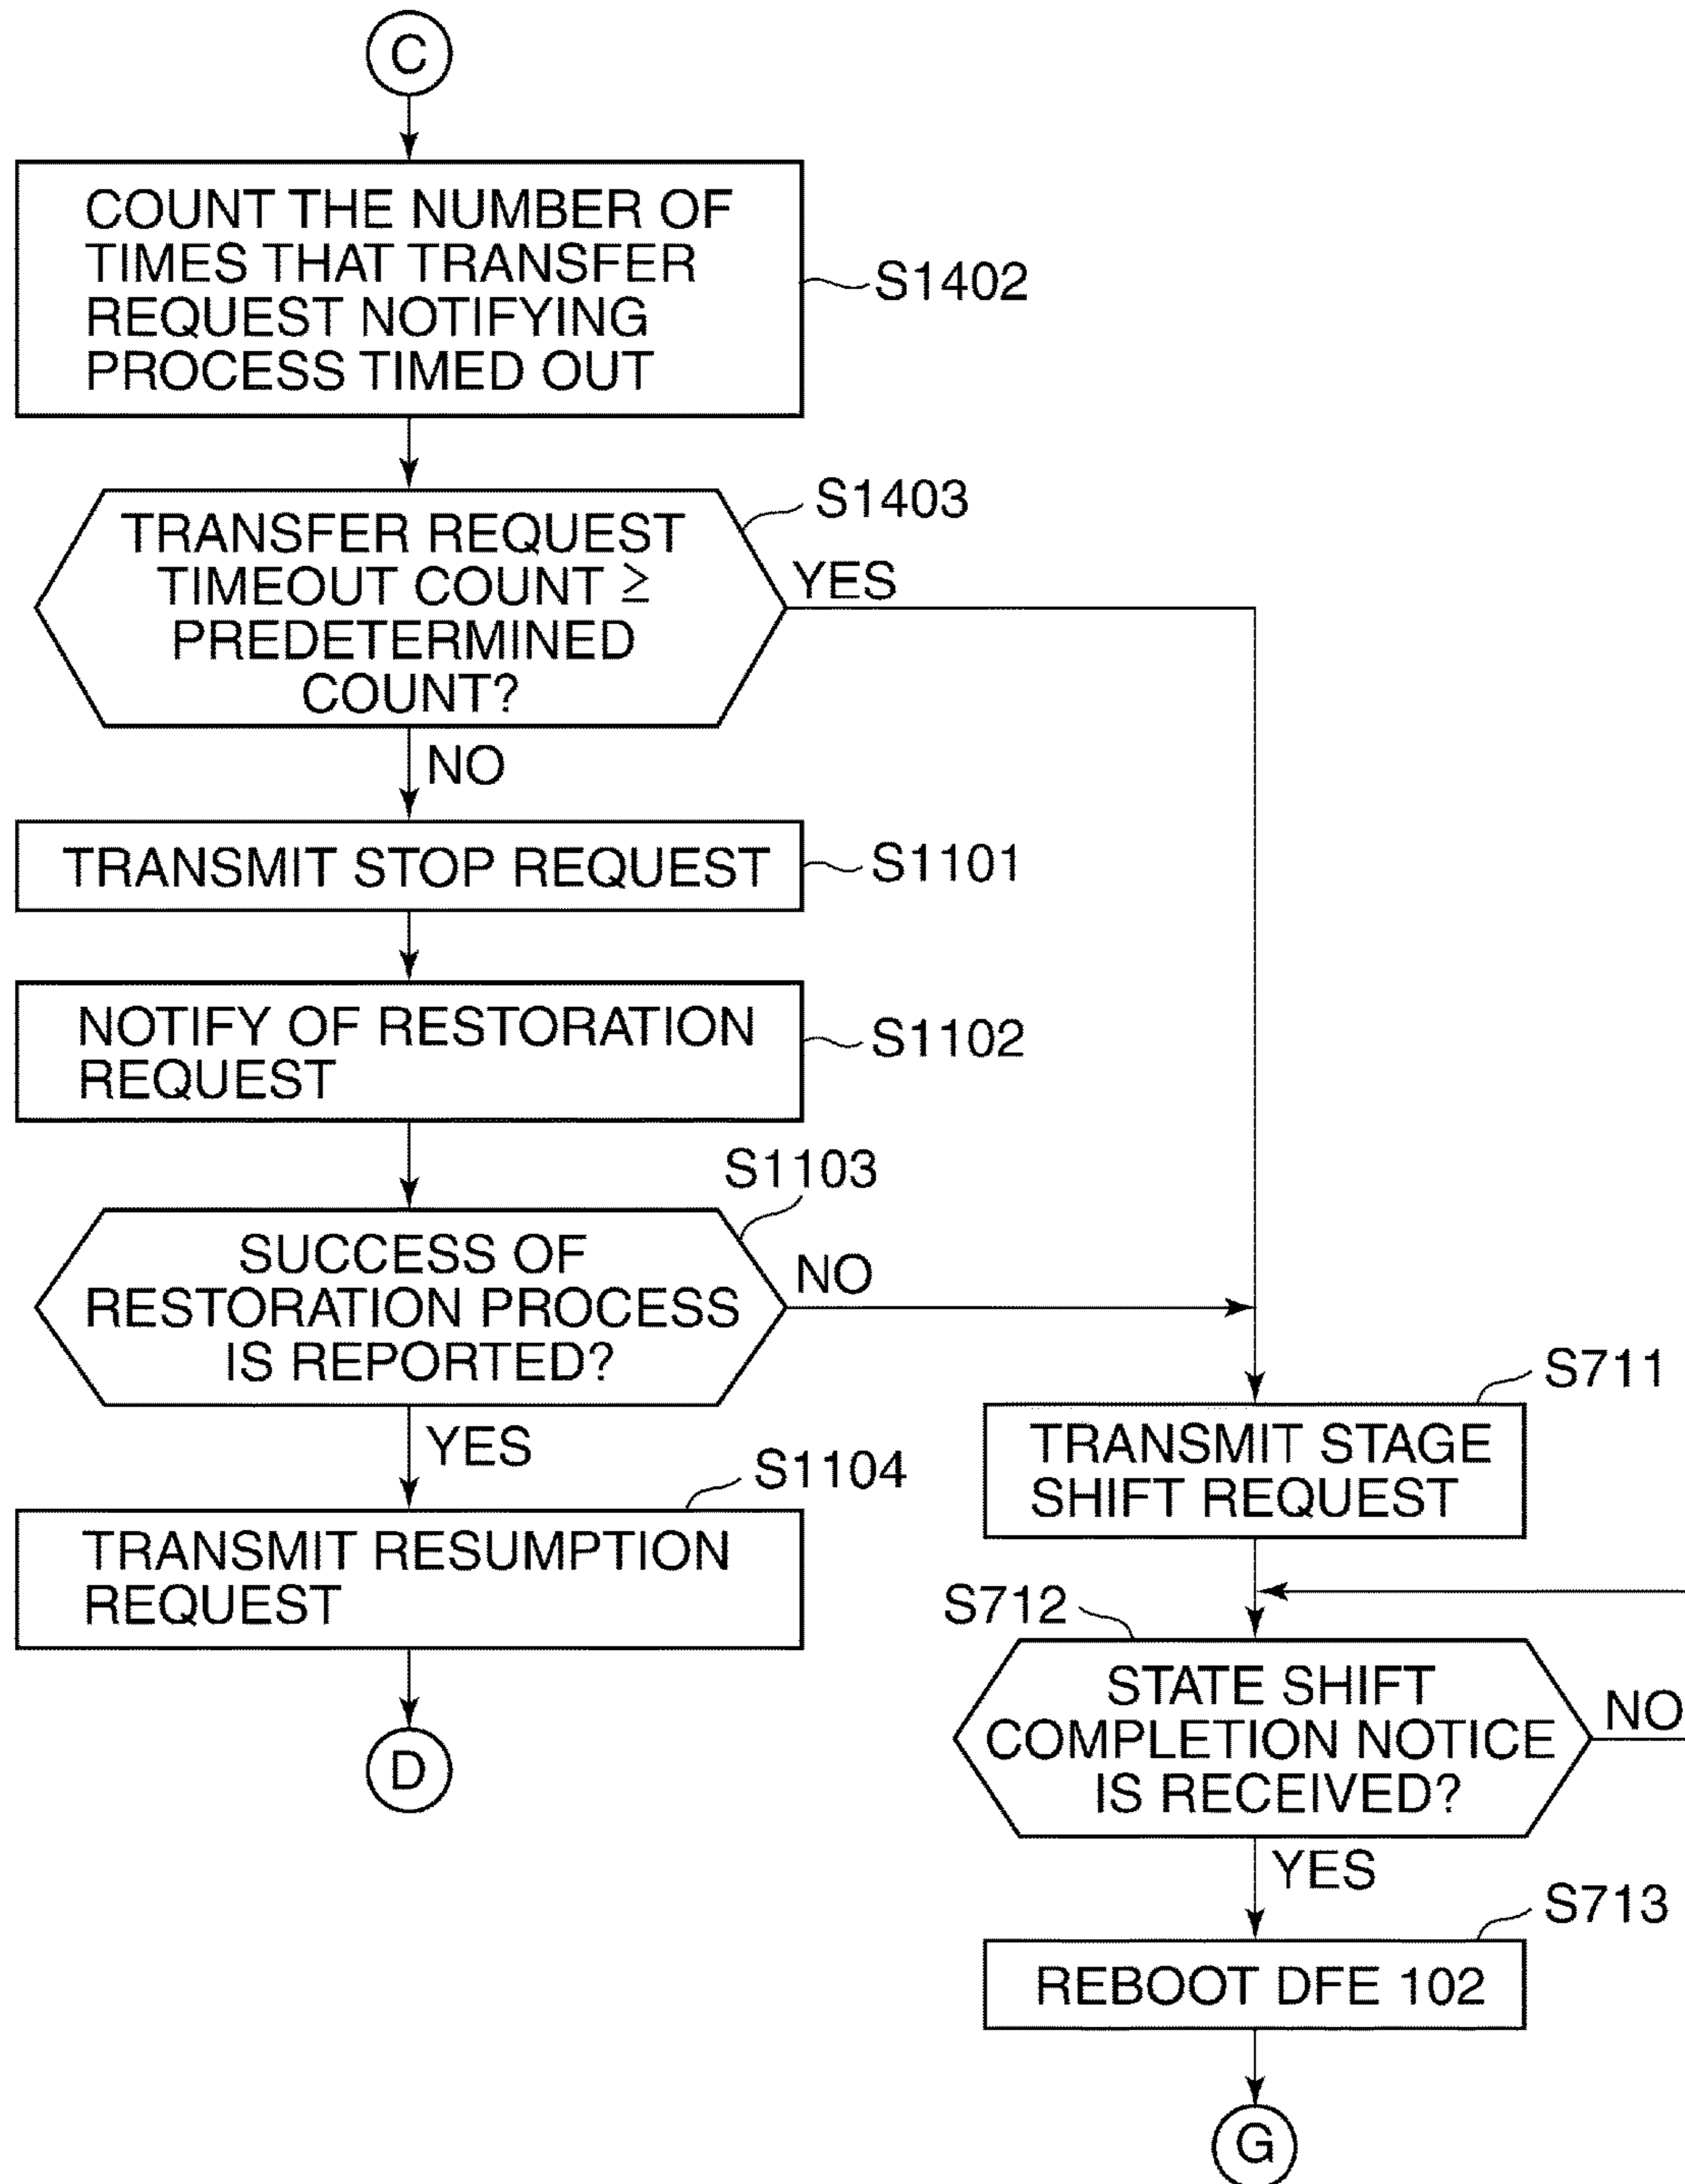 C
COUNT THE NUMBER OF
TIMES THAT TRANSFER
REQUEST NOTIFYING
PROCESS TIMED OUT
S1402
S1403
TRANSFER REQUEST
TIMEOUT COUNT ≥
PREDETERMINED
COUNT?
YES
NO
TRANSMIT STOP REQUEST
S1101
NOTIFY OF RESTORATION
REQUEST
S1102
S1103
SUCCESS OF
RESTORATION PROCESS
IS REPORTED?
NO
YES
S1104
TRANSMIT RESUMPTION
REQUEST
D
S711
TRANSMIT STAGE
SHIFT REQUEST
S712
STATE SHIFT
COMPLETION NOTICE
IS RECEIVED?
NO
YES
S713
REBOOT DFE 102
G